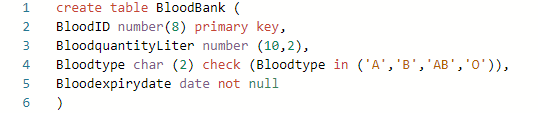 1 create table BloodBank (
2 BloodID number(8) primary key,
3 BloodquantityLiter number (10,2),
4 Bloodtype char (2) check (Bloodtype in ('A','B','AB','O')),
5 Bloodexpirydate date not null
6 )